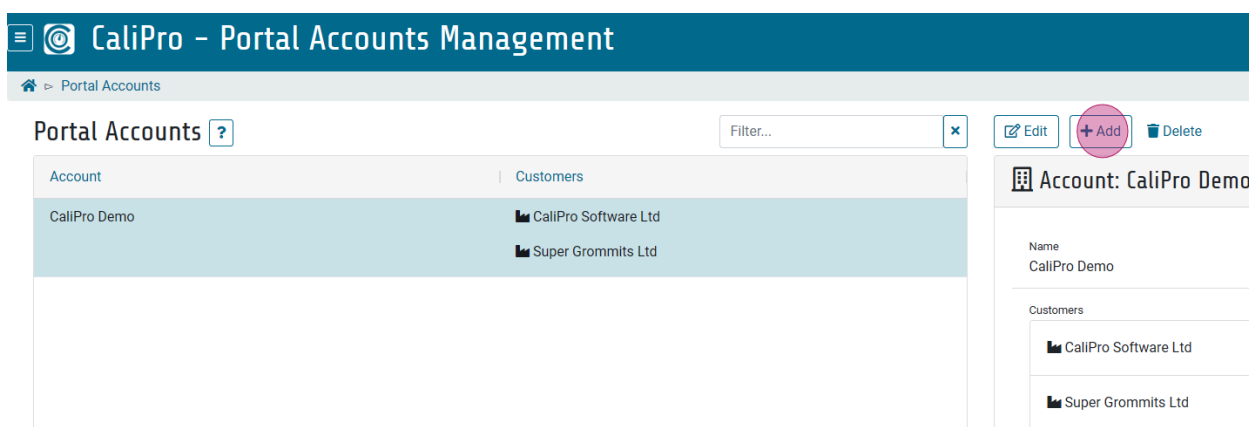 CaliPro - Portal Accounts Management
Portal Accounts
Portal Accounts ?
Filter...
Edit
Add
Delete
Account
Customers
CaliPro Demo
CaliPro Software Ltd
Super Grommits Ltd
Account: CaliPro Demo
Name
CaliPro Demo
Customers
CaliPro Software Ltd
Super Grommits Ltd